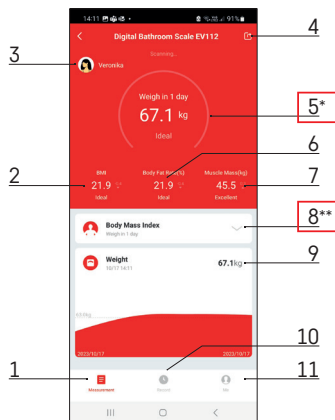 14:11
91%
Digital Bathroom Scale EV112
4
Scanning...
3
Veronika
Weigh in 1 day
67.1 kg
Ideal
5*
6
BMI
Body Fat Rate(%)
Muscle Mass(kg)
2
21.9
21.9
45.5
7
Ideal
Ideal
Excellent
Body Mass Index
Weigh in 1 day
8**
Weight
10/17 14:11
67.1kg
9
2023/10/17
2023/10/17
10
1
11
Measurement
Me